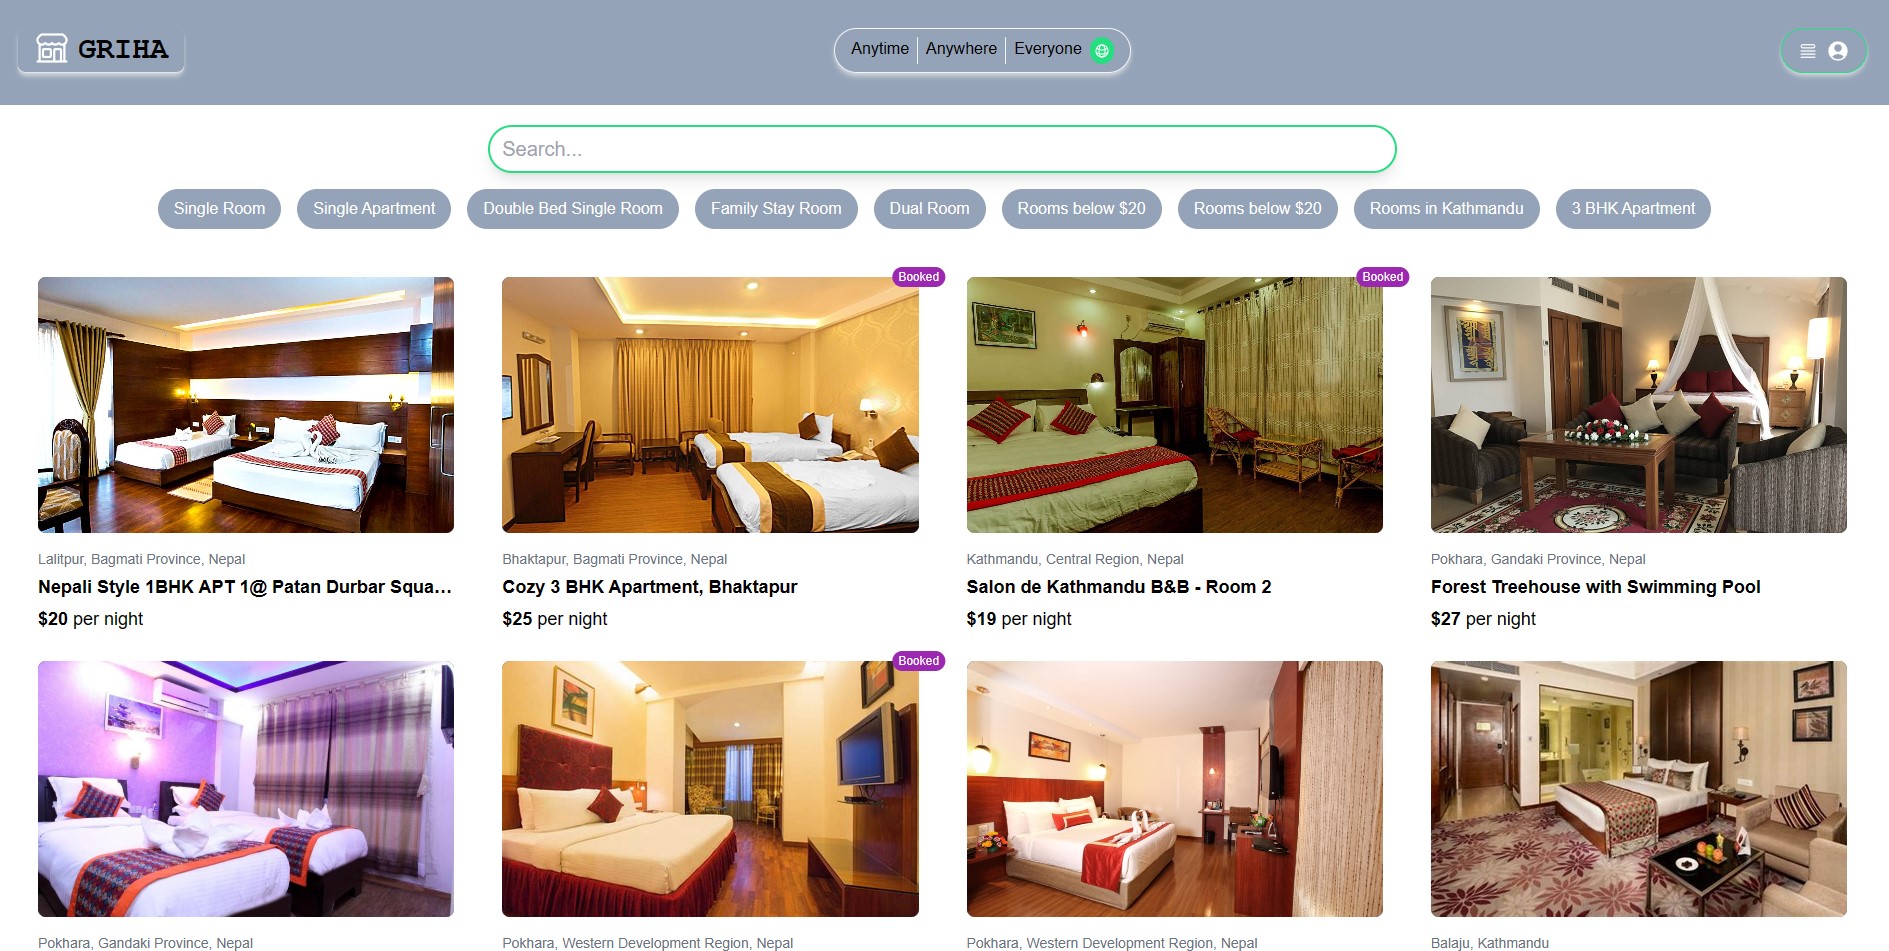 GRIHA
Anytime Anywhere Everyone
Search...
Single Room
Single Apartment
Double Bed Single Room
Family Stay Room
Dual Room
Rooms below $20
Rooms below $20
Rooms in Kathmandu
3 BHK Apartment
Lalitpur, Bagmati Province, Nepal
Nepali Style 1BHK APT 1@ Patan Durbar Squa...
$20 per night
Booked
Bhaktapur, Bagmati Province, Nepal
Cozy 3 BHK Apartment, Bhaktapur
$25 per night
Booked
Kathmandu, Central Region, Nepal
Salon de Kathmandu B&B - Room 2
$19 per night
Pokhara, Gandaki Province, Nepal
Forest Treehouse with Swimming Pool
$27 per night
Pokhara, Gandaki Province, Nepal
Booked
Pokhara, Western Development Region, Nepal
Pokhara, Western Development Region, Nepal
Balaju, Kathmandu